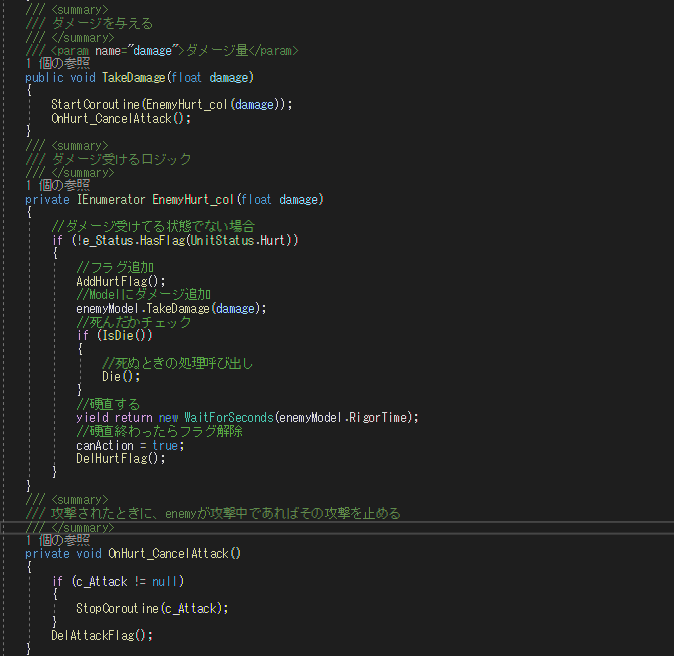 /// <summary>
/// ダメージを与える
/// </summary>
/// <param name="damage">ダメージ量</param>
1 個の参照
public void TakeDamage(float damage)
{
StartCoroutine(EnemyHurt_col(damage));
OnHurt_CancelAttack();
}
/// <summary>
/// ダメージ受けるロジック
/// </summary>
1 個の参照
private IEnumerator EnemyHurt_col(float damage)
{
//ダメージ受けてる状態でない場合
if (!e_Status.HasFlag(UnitStatus.Hurt))
{
//フラグ追加
AddHurtFlag();
//Modelにダメージ追加
enemyModel.TakeDamage(damage);
//死んだかチェック
if (IsDie())
{
//死ぬときの処理呼び出し
Die();
}
//硬直する
yield return new WaitForSeconds(enemyModel.RigorTime);
//硬直終わったらフラグ解除
canAction = true;
DelHurtFlag();
}
}
/// <summary>
/// 攻撃されたときに、enemyが攻撃中であればその攻撃を止める
/// </summary>
1 個の参照
private void OnHurt_CancelAttack()
{
if (c_Attack != null)
{
StopCoroutine(c_Attack);
}
DelAttackFlag();
}